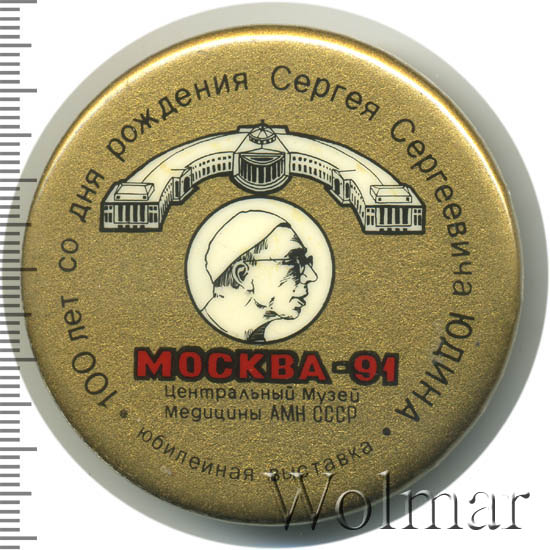 • 100 лет со дня рождения Сергея Сергеевича ЮДИНА •
МОСКВА-91
Центральный Музей
Медицины АМН СССР
юбилейная выставка
Wolmar